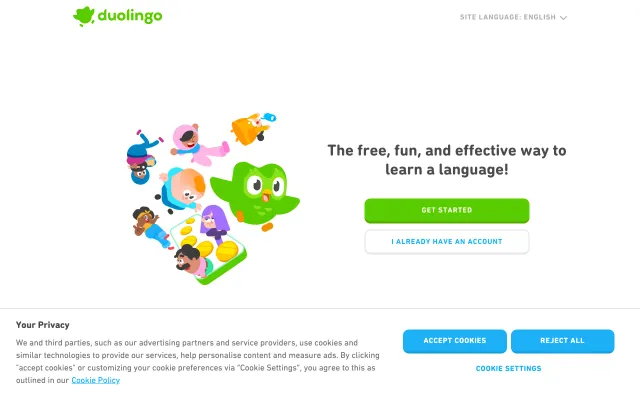 duolingo
SITE LANGUAGE: ENGLISH
The free, fun, and effective way to
learn a language!
GET STARTED
I ALREADY HAVE AN ACCOUNT
Your Privacy
We and third parties, such as our advertising partners and service providers, use cookies and
similar technologies to provide our services, help personalise content and measure ads. By clicking
"accept cookies" or customizing your cookie preferences via "Cookie Settings", you agree to this as
outlined in our Cookie Policy
ACCEPT COOKIES
REJECT ALL
COOKIE SETTINGS